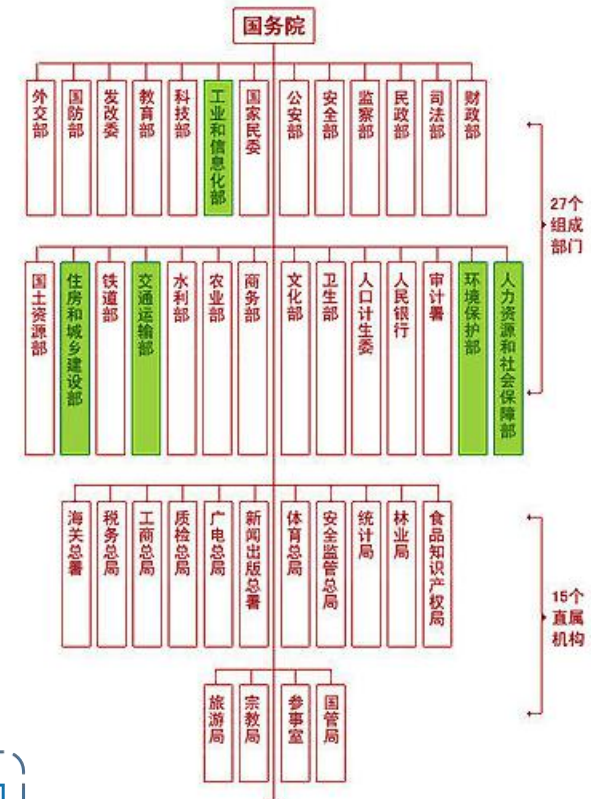 国务院
外交部
国防部
发改委
教育部
科技部
工业和信息化部
国家民委
公安部
安全部
监察部
民政部
司法部
财政部
27个
组成
部门
国土资源部
住房和城乡建设部
铁道部
交通运输部
水利部
农业部
商务部
文化部
卫生部
人口计生委
人民银行
审计署
环境保护部
人力资源和社会保障部
海关总署
税务总局
工商总局
质检总局
广电总局
新闻出版总署
体育总局
安全监管总局
统计局
林业局
食品知识产权局
15个
直属
机构
旅游局
宗教局
参事室
国管局